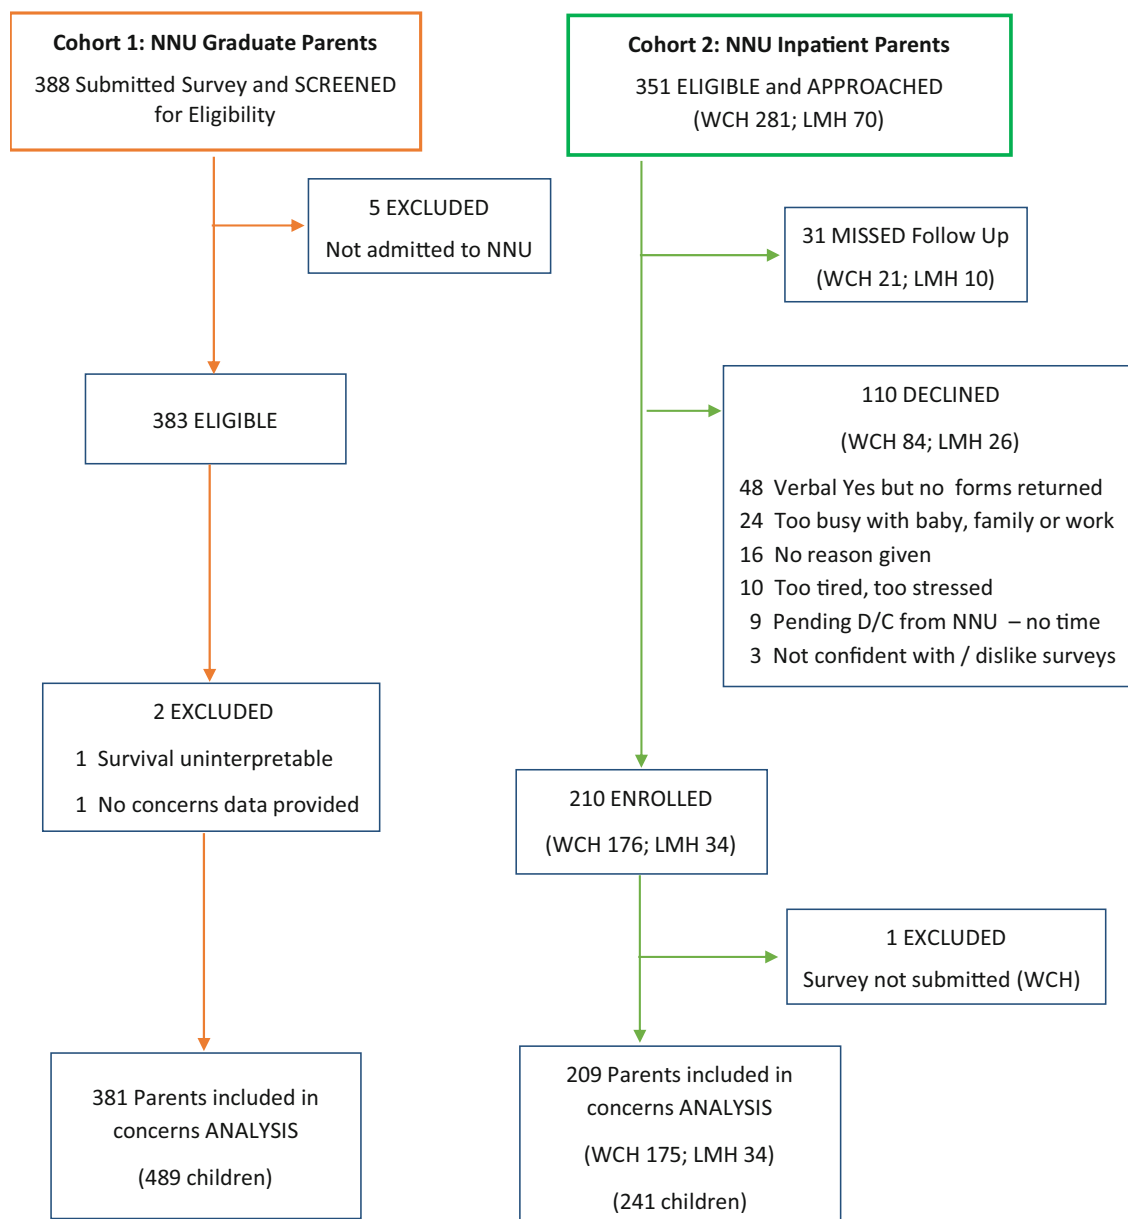 Cohort 1: NNU Graduate Parents
388 Submitted Survey and SCREENED
for Eligibility
5 EXCLUDED
Not admitted to NNU
383 ELIGIBLE
2 EXCLUDED
1 Survival uninterpretable
1 No concerns data provided
381 Parents included in
concerns ANALYSIS
(489 children)
Cohort 2: NNU Inpatient Parents
351 ELIGIBLE and APPROACHED
(WCH 281; LMH 70)
31 MISSED Follow Up
(WCH 21; LMH 10)
110 DECLINED
(WCH 84; LMH 26)
48 Verbal Yes but no forms returned
24 Too busy with baby, family or work
16 No reason given
10 Too tired, too stressed
9 Pending D/C from NNU – no time
3 Not confident with / dislike surveys
210 ENROLLED
(WCH 176; LMH 34)
1 EXCLUDED
Survey not submitted (WCH)
209 Parents included in
concerns ANALYSIS
(WCH 175; LMH 34)
(241 children)